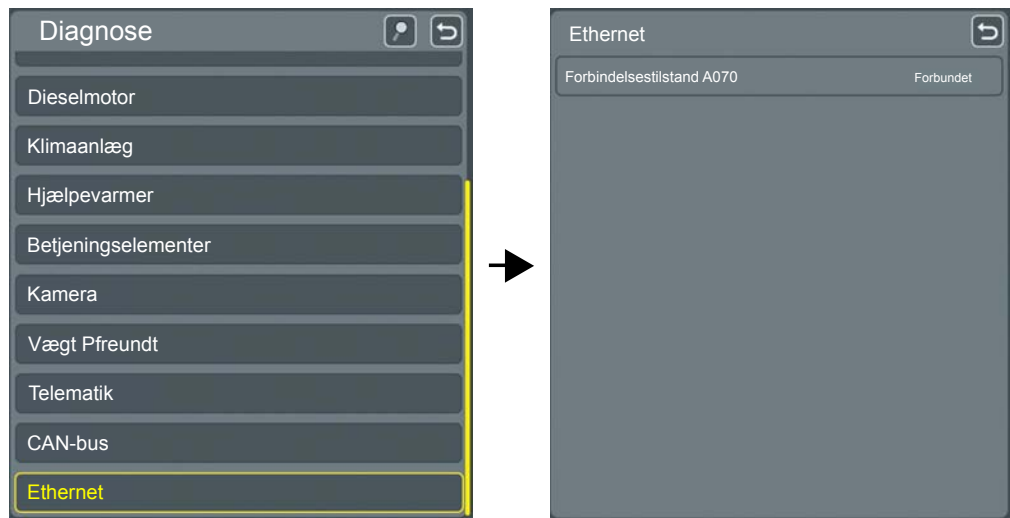 Diagnose
Dieselmotor
Klimaanlæg
Hjælpevarmer
Betjeningselementer
Kamera
Vægt Pfreundt
Telematik
CAN-bus
Ethernet
Ethernet
Forbindelsestilstand A070 Forbundet